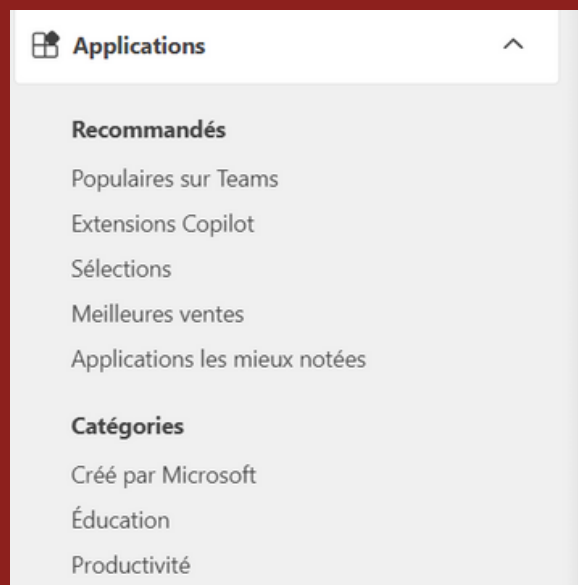 Applications
Recommandés
Populaires sur Teams
Extensions Copilot
Sélections
Meilleures ventes
Applications les mieux notées
Catégories
Créé par Microsoft
Éducation
Productivité